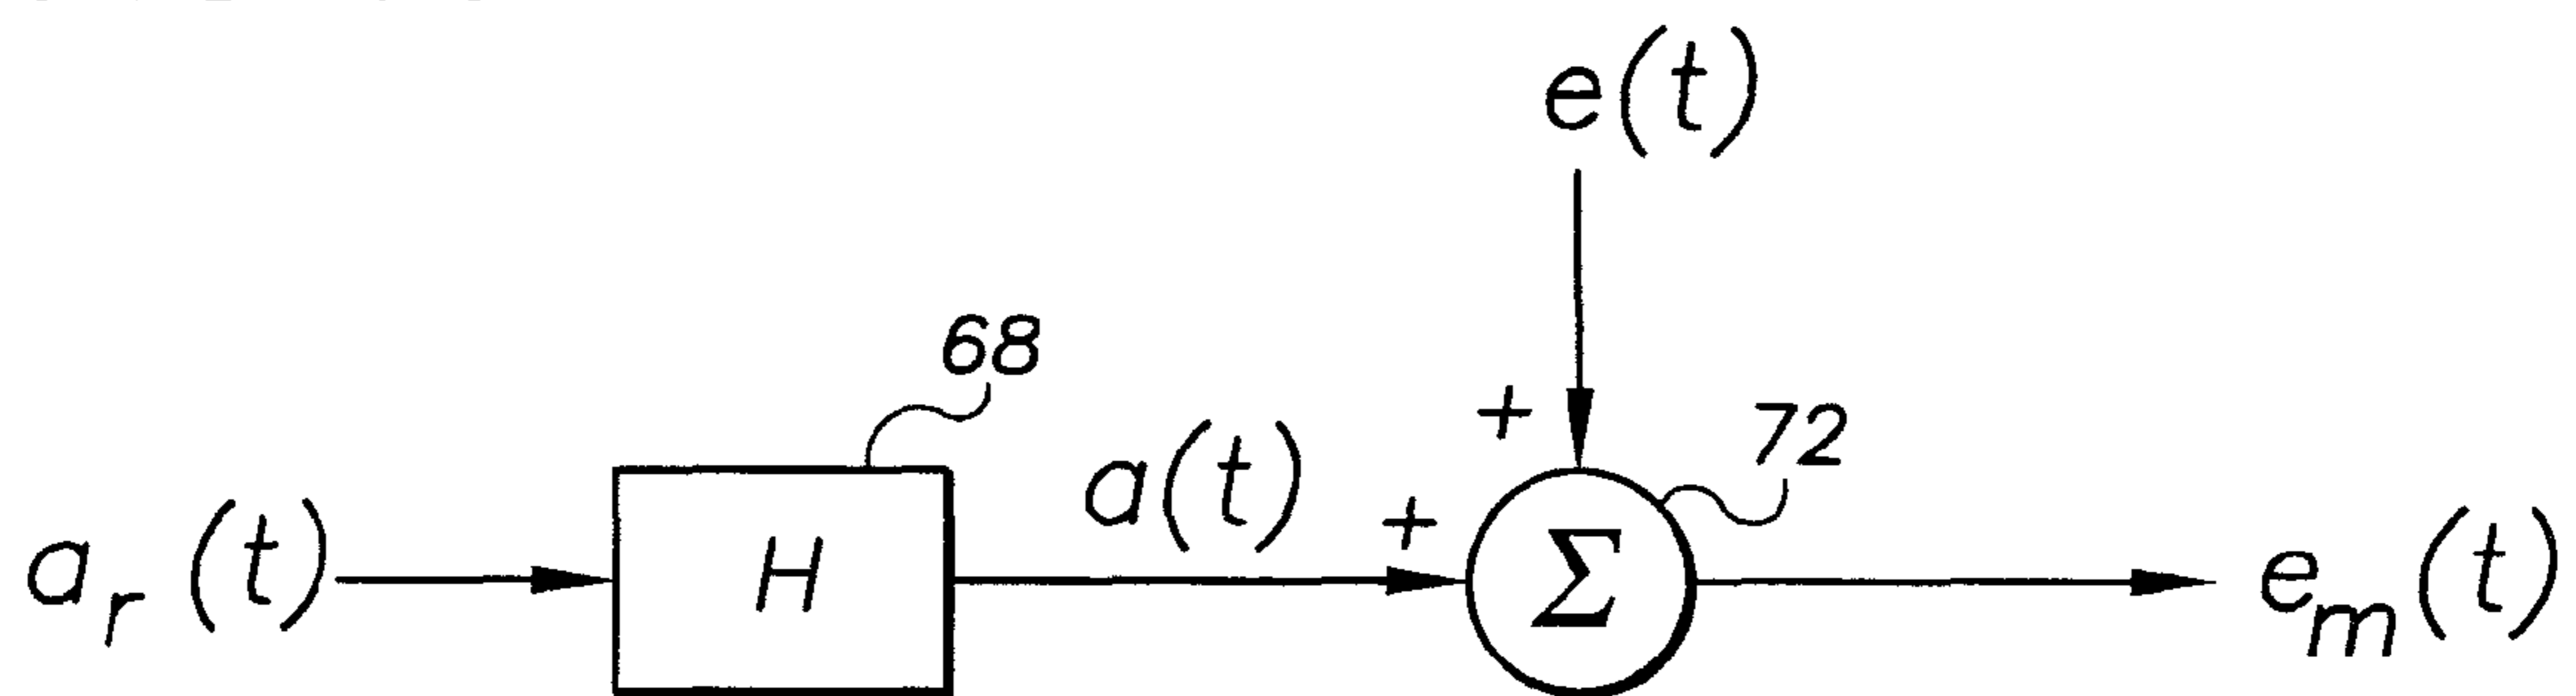 e(t)
68
+
72
a(t)
+
a_r (t)
H
Σ
e_m(t)